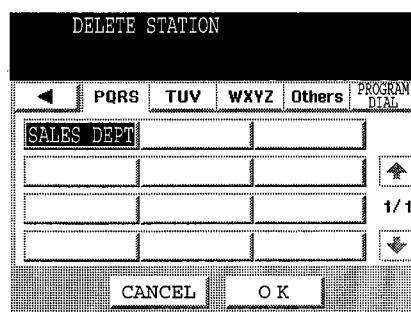 DELETE STATION
PQRS TUV WXYZ Others PROGRAM DIAL
SALES DEPT
1/1
CANCEL OK